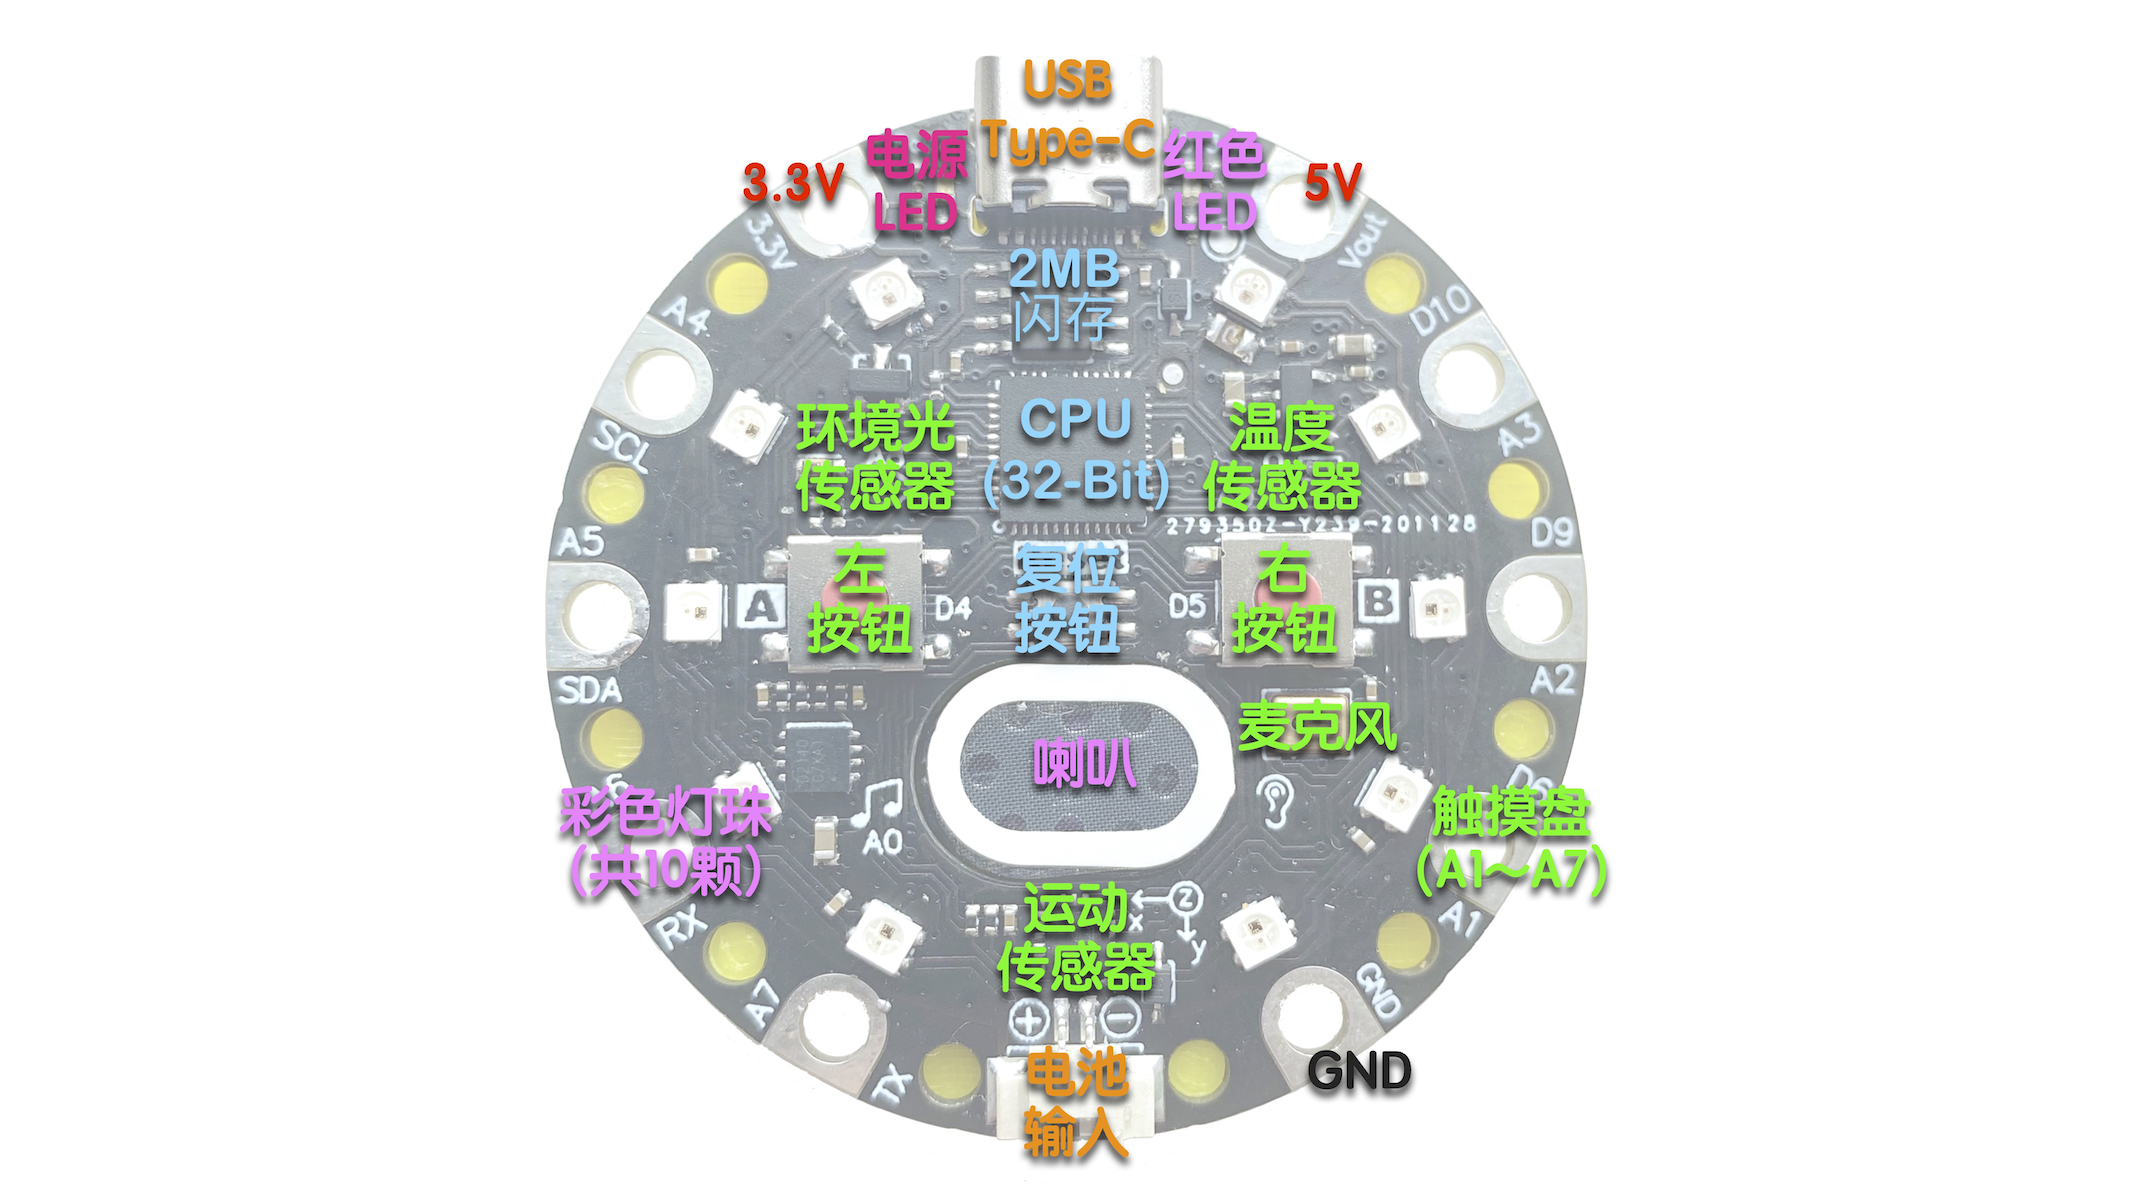 USB
Type-C
电源
LED
红色
LED
3.3V
5V
3.3V
Vout
2MB
闪存
A4
D10
环境光
传感器
CPU
(32-Bit)
温度
传感器
SCL
A3
279350Z-Y239-201128
A5
D9
左
按钮
A
D4
复位
按钮
D5
右
按钮
B
SDA
A2
麦克风
喇叭
彩色灯珠
(共10颗)
触摸盘
(A1~A7)
A0
运动
传感器
z
x
y
RX
A1
A7
GND
+
-
TX
电池
输入
GND